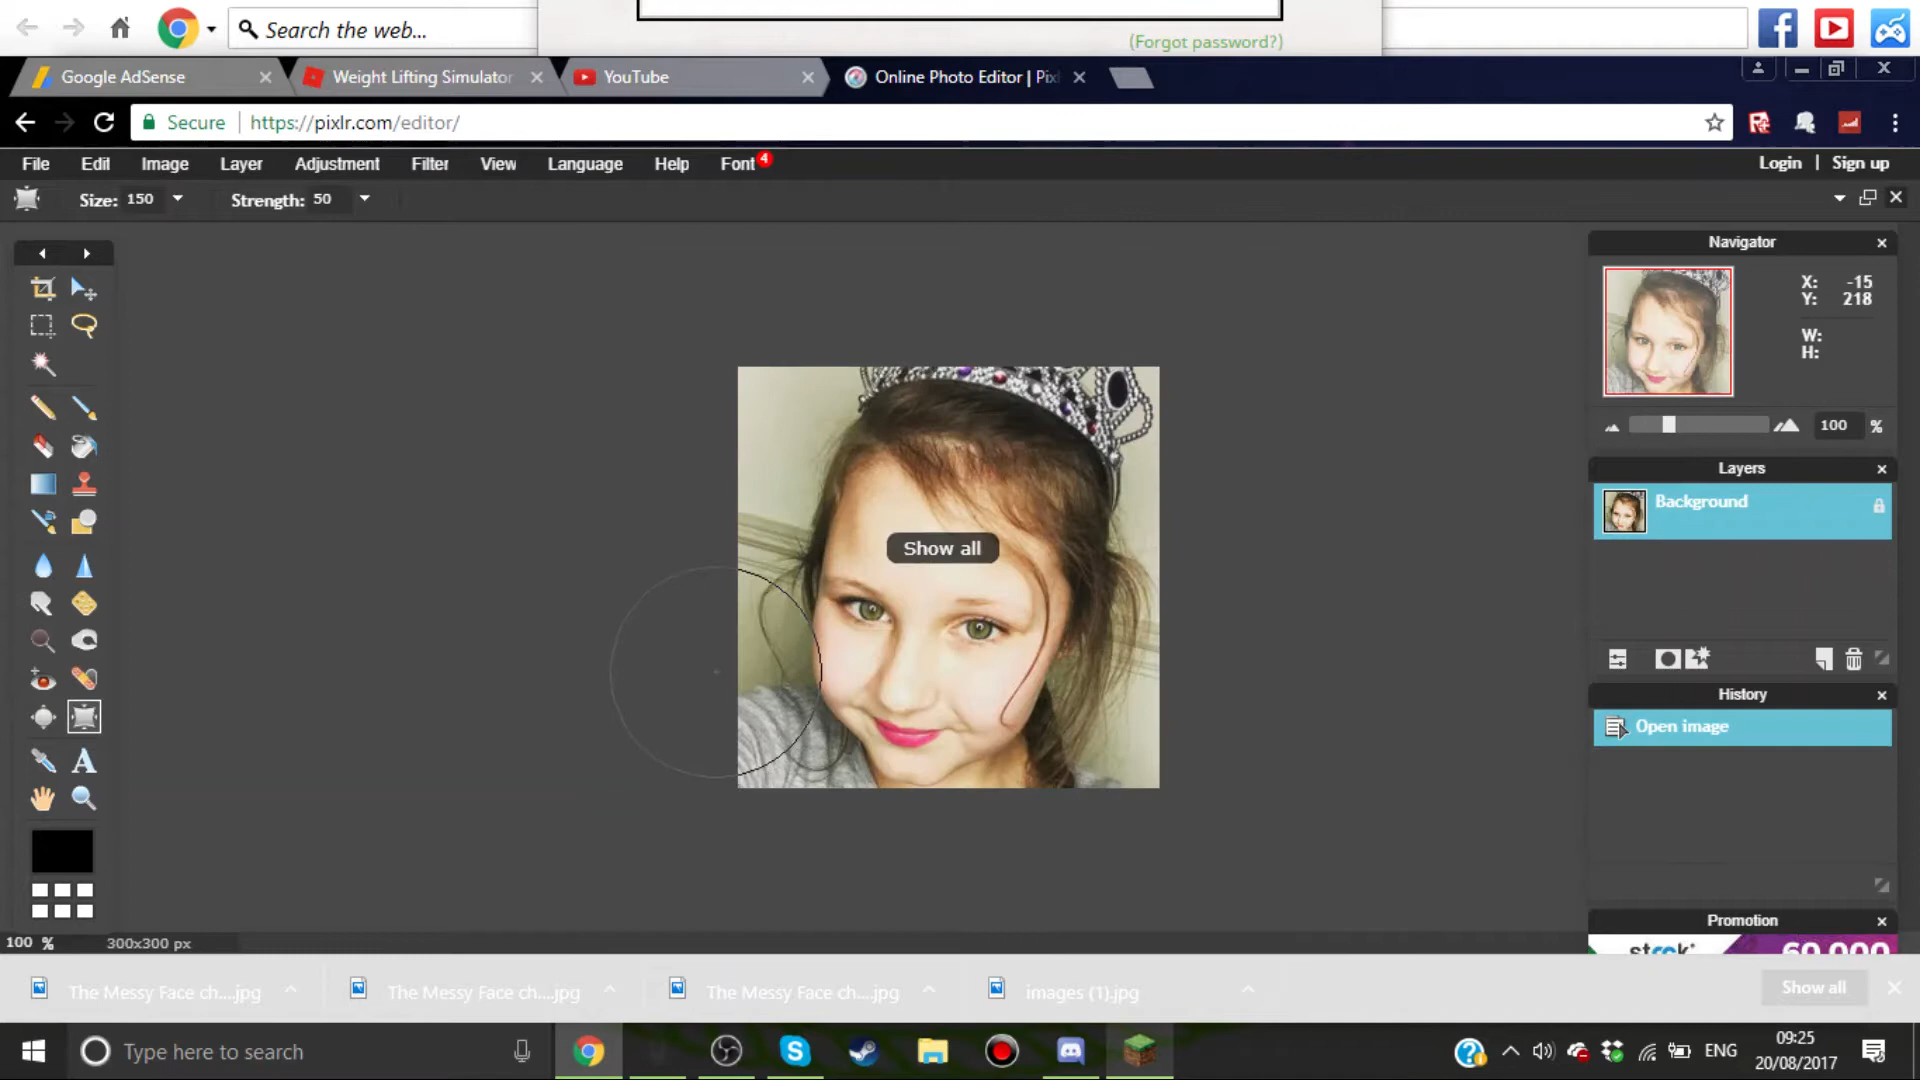 Search the web...
(Forgot password?)
Google AdSense
Weight Lifting Simulator
YouTube
Online Photo Editor | Pix
Secure
https://pixlr.com/editor/
File Edit Image Layer Adjustment Filter View Language Help Font 4
Login | Sign up
Size: 150 Strength: 50
Navigator
X: -15
Y: 218
W:
H:
100 %
Layers
Background
Show all
History
Open image
Promotion
100 % 300x300 px
The Messy Face ch....jpg
The Messy Face ch....jpg
The Messy Face ch....jpg
images (1).jpg
Show all
Type here to search
ENG
09:25
20/08/2017